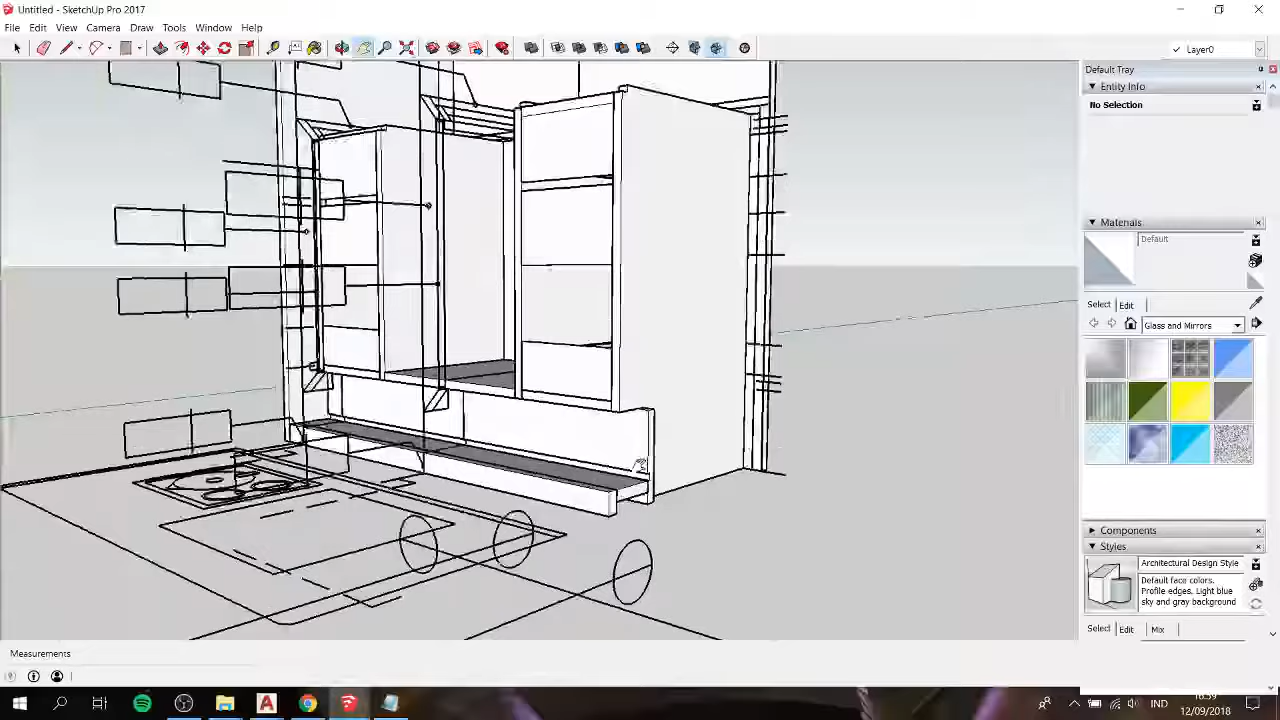 Untitled - SketchUp Pro 2017
File Edit View Camera Draw Tools Window Help
Layer0
Default Tray
Entity Info
No Selection
Materials
Default
Select Edit
Glass and Mirrors
Components
Styles
Architectural Design Style
Default face colors.
Profile edges. Light blue
sky and gray background
Select Edit Mix
Measurements
IND
16:59
12/09/2018